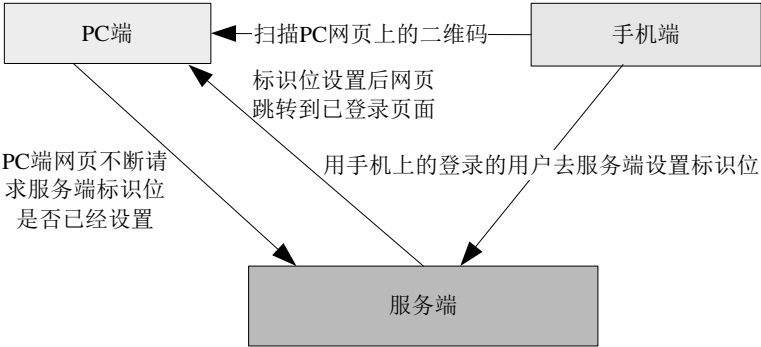 PC端
扫描PC网页上的二维码
手机端
标识位设置后网页
跳转到已登录页面
PC端网页不断请
求服务端标识位
是否已经设置
用手机上的登录的用户去服务端设置标识位
服务端